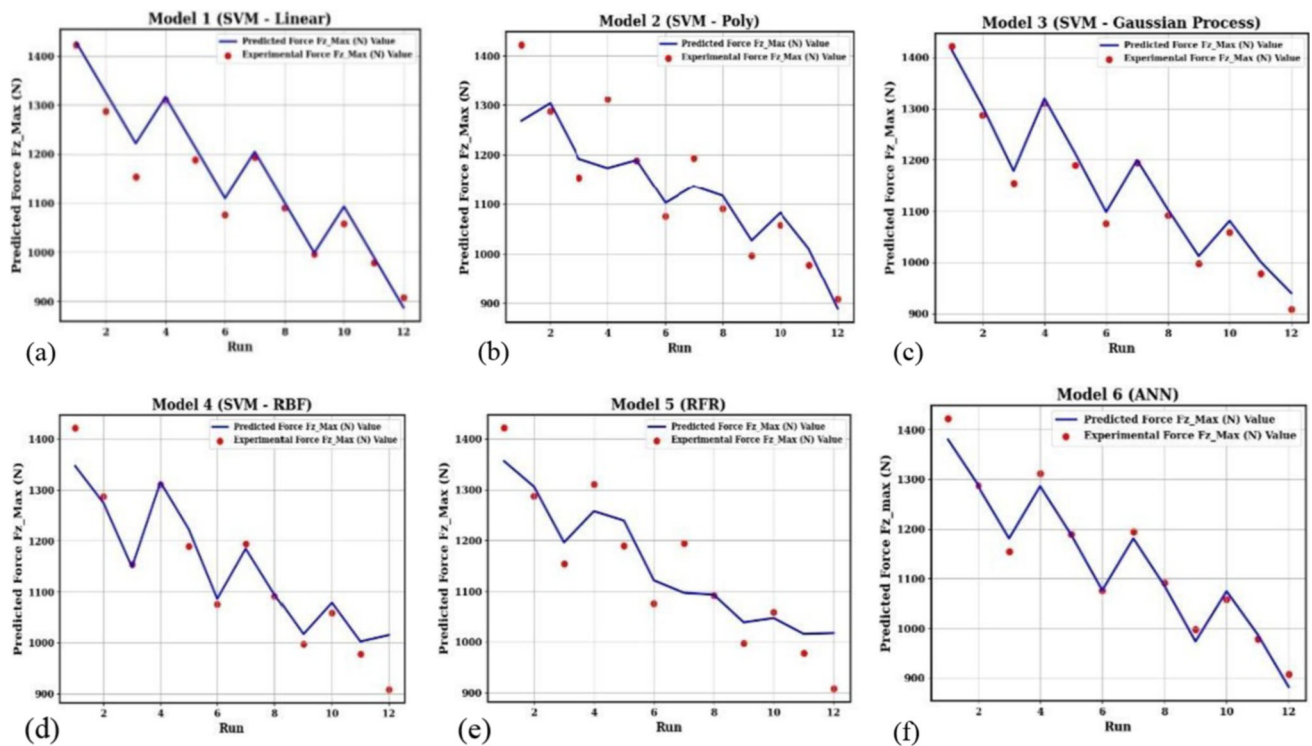 Model 1 (SVM - Linear)
Predicted Force Fz_Max (N) Value
Experimental Force Fz_Max (N) Value
Predicted Force Fz_Max (N)
1400
1300
1200
1100
1000
900
2 4 6 8 10 12
Run
(a)
Model 2 (SVM - Poly)
Predicted Force Fz_Max (N) Value
Experimental Force Fz_Max (N) Value
Predicted Force Fz_Max (N)
1400
1300
1200
1100
1000
900
2 4 6 8 10 12
Run
(b)
Model 3 (SVM - Gaussian Process)
Predicted Force Fz_Max (N) Value
Experimental Force Fz_Max (N) Value
Predicted Force Fz_Max (N)
1400
1300
1200
1100
1000
900
2 4 6 8 10 12
Run
(c)
Model 4 (SVM - RBF)
Predicted Force Fz_Max (N) Value
Experimental Force Fz_Max (N) Value
Predicted Force Fz_Max (N)
1400
1300
1200
1100
1000
900
2 4 6 8 10 12
Run
(d)
Model 5 (RFR)
Predicted Force Fz_Max (N) Value
Experimental Force Fz_Max (N) Value
Predicted Force Fz_Max (N)
1400
1300
1200
1100
1000
900
2 4 6 8 10 12
Run
(e)
Model 6 (ANN)
Predicted Force Fz_Max (N) Value
Experimental Force Fz_Max (N) Value
Predicted Force Fz_max (N)
1400
1300
1200
1100
1000
900
2 4 6 8 10 12
Run
(f)